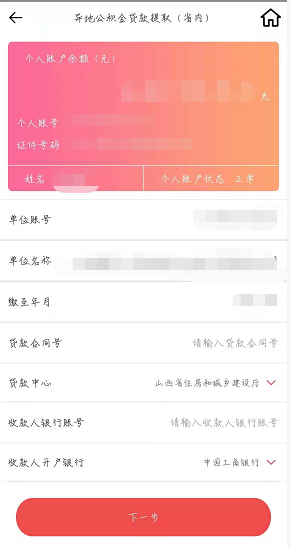 异地公积金贷款提取（省内）
个人账户余额（元）
元
个人账号
证件号码
姓名 个人账户状态 正常
单位账号
单位名称
缴至年月
贷款合同号 请输入贷款合同号
贷款中心 山西省住房和城乡建设厅
收款人银行账号 请输入收款人银行账号
收款人开户银行 中国工商银行
下一步